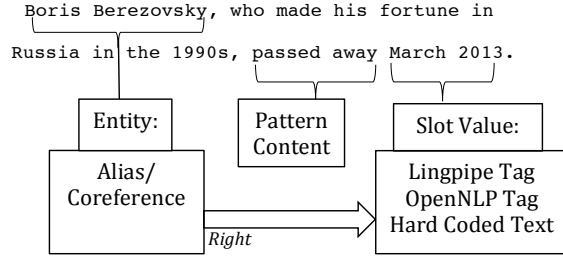 Boris Berezovsky, who made his fortune in
Russia in the 1990s, passed away March 2013.
Entity:
Pattern
Content
Slot Value:
Alias/
Coreference
Right
Lingpipe Tag
OpenNLP Tag
Hard Coded Text